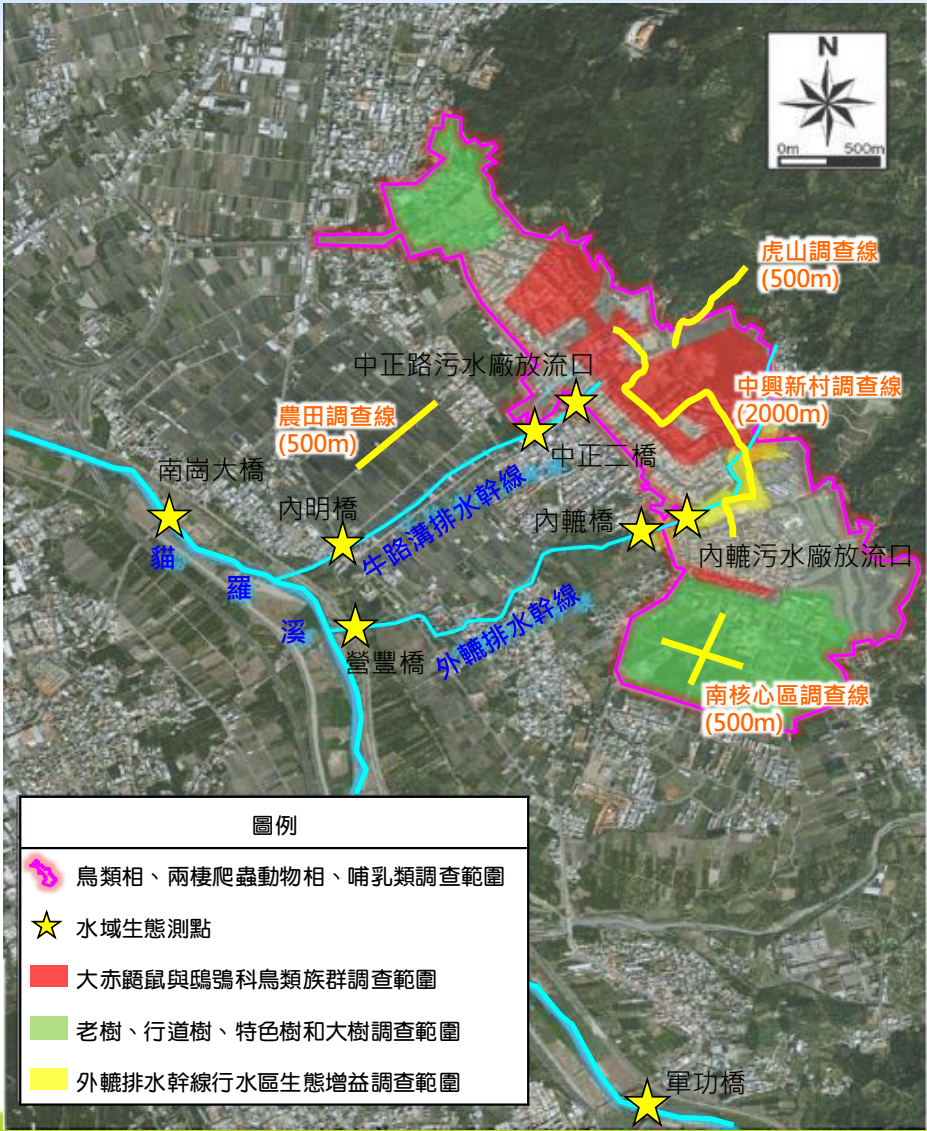 N
0m 500m
虎山調查線
(500m)
中正路污水廠放流口
中興新村調查線
(2000m)
農田調查線
(500m)
中正二橋
南崗大橋
牛路溝排水幹線
內明橋
內轆橋
內轆污水廠放流口
貓
羅
溪
外轆排水幹線
營豐橋
南核心區調查線
(500m)
圖例
鳥類相、兩棲爬蟲動物相、哺乳類調查範圍
水域生態測點
大赤鼯鼠與鴟鴞科鳥類族群調查範圍
老樹、行道樹、特色樹和大樹調查範圍
外轆排水幹線行水區生態增益調查範圍
軍功橋